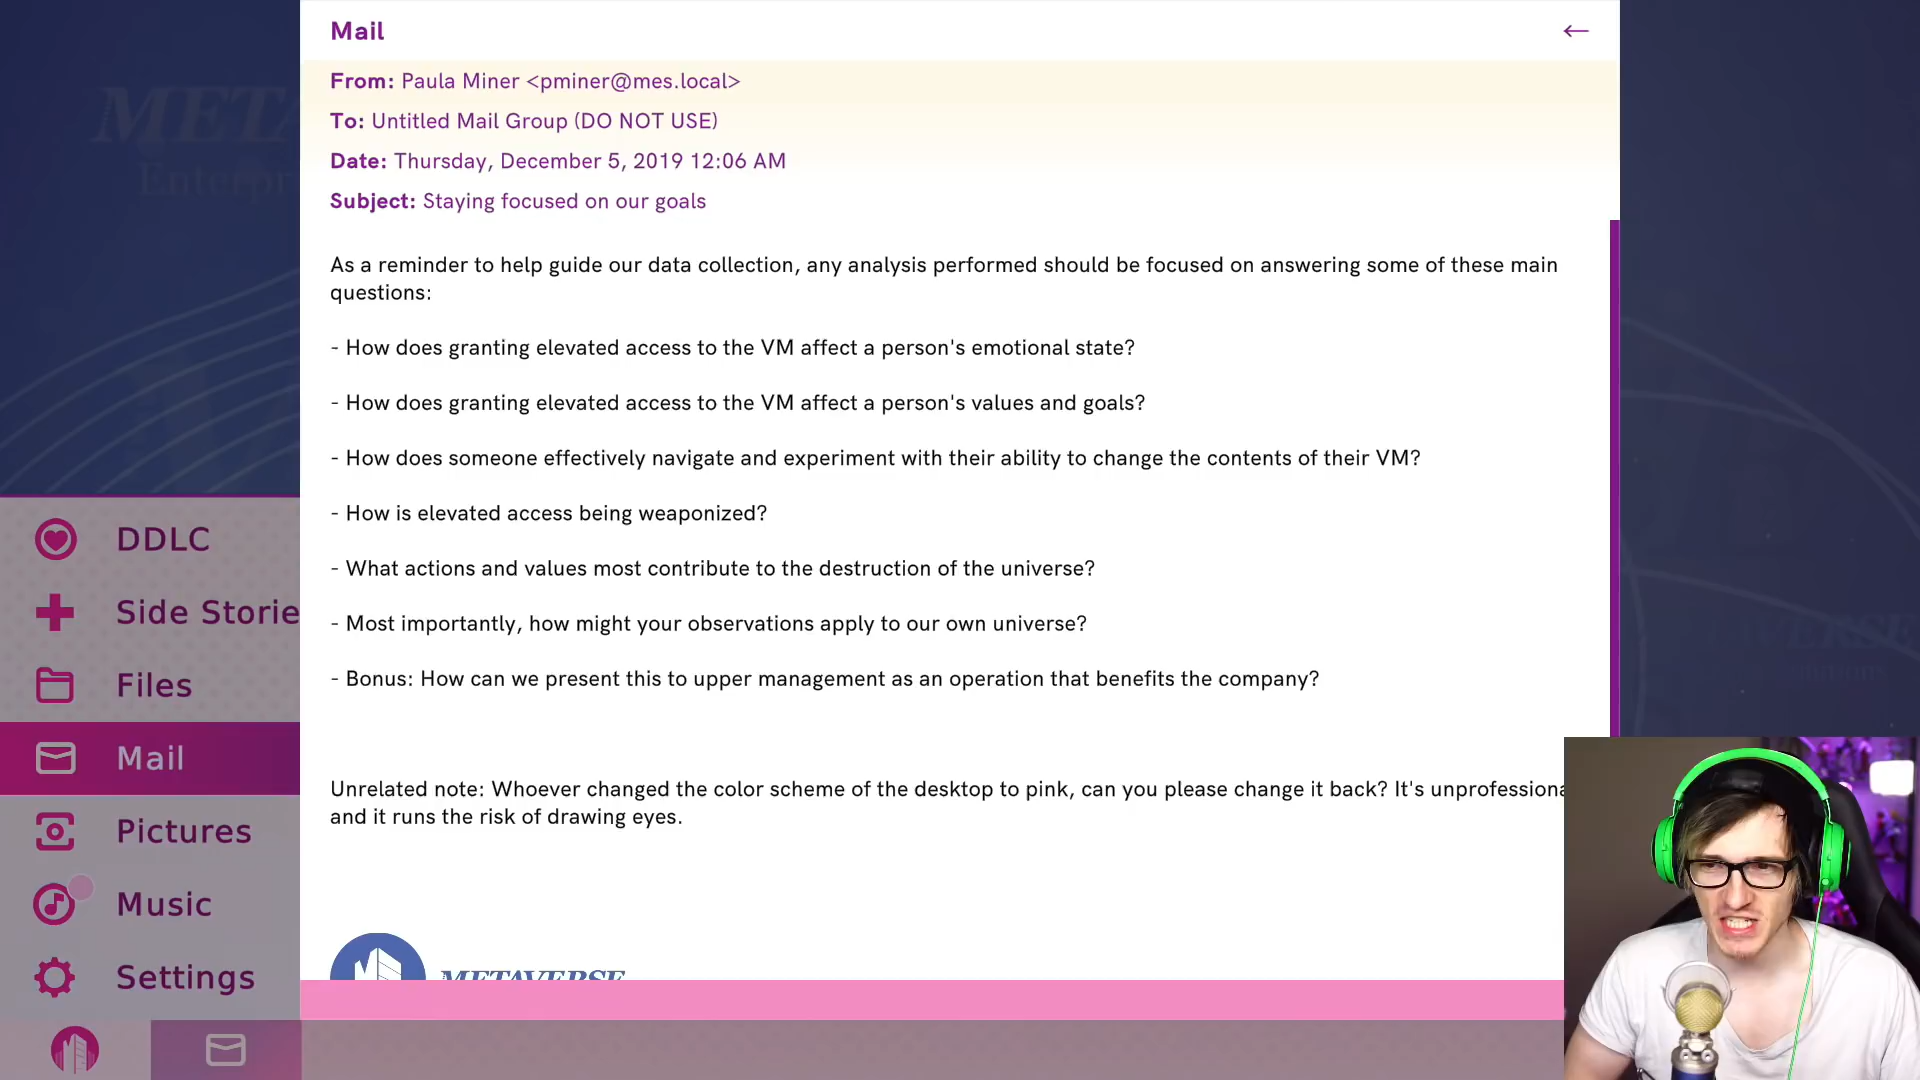 Mail
From: Paula Miner <pminer@mes.local>
To: Untitled Mail Group (DO NOT USE)
Date: Thursday, December 5, 2019 12:06 AM
Subject: Staying focused on our goals
As a reminder to help guide our data collection, any analysis performed should be focused on answering some of these main
questions:
- How does granting elevated access to the VM affect a person's emotional state?
- How does granting elevated access to the VM affect a person's values and goals?
- How does someone effectively navigate and experiment with their ability to change the contents of their VM?
- How is elevated access being weaponized?
- What actions and values most contribute to the destruction of the universe?
- Most importantly, how might your observations apply to our own universe?
- Bonus: How can we present this to upper management as an operation that benefits the company?
Unrelated note: Whoever changed the color scheme of the desktop to pink, can you please change it back? It's unprofessiona
and it runs the risk of drawing eyes.
METAVERSE
META
Enterpr
DDLC
Side Storie
Files
Mail
Pictures
Music
Settings